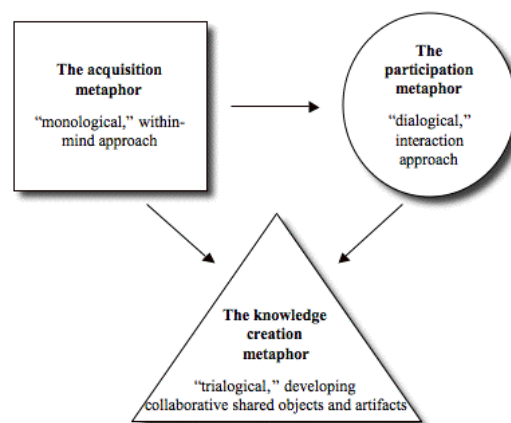 The acquisition
metaphor
“monological,” within-
mind approach
The
participation
metaphor
“dialogical,”
interaction
approach
The knowledge
creation
metaphor
“trialogical,” developing
collaborative shared objects and artifacts